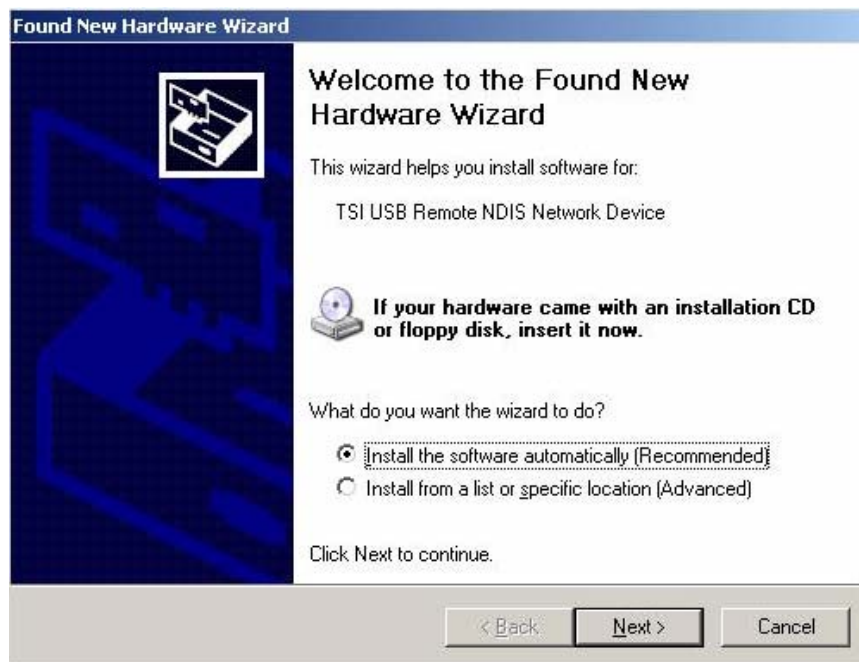 Found New Hardware Wizard
Welcome to the Found New
Hardware Wizard
This wizard helps you install software for:
TSI USB Remote NDIS Network Device
If your hardware came with an installation CD
or floppy disk, insert it now.
What do you want the wizard to do?
Install the software automatically (Recommended)
Install from a list or specific location (Advanced)
Click Next to continue.
< Back
Next >
Cancel